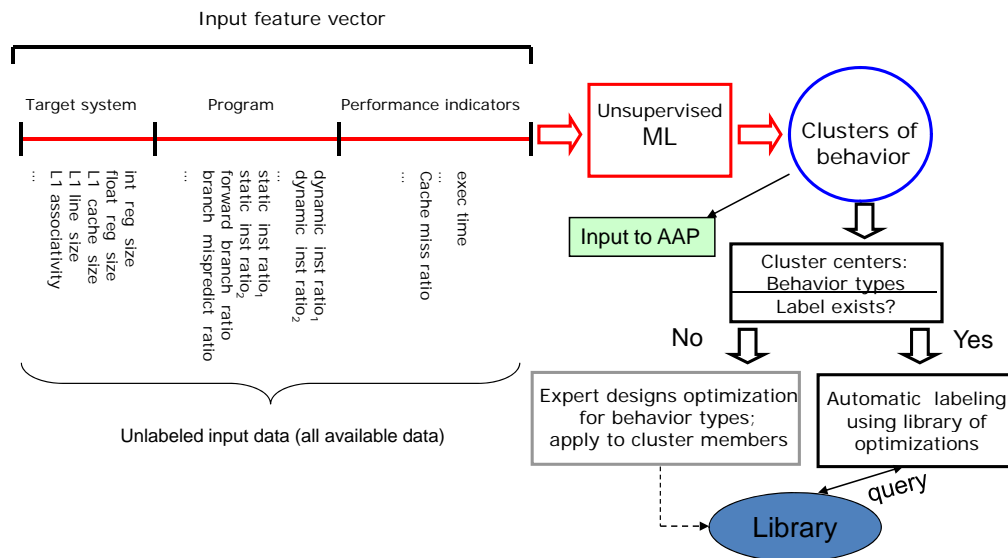 Input feature vector
Target system
Program
Performance indicators
int reg size
float reg size
L1 cache size
L1 line size
L1 associativity
...
dynamic inst ratio₁
dynamic inst ratio₂
...
static inst ratio₁
static inst ratio₂
forward branch ratio
branch mispredict ratio
...
exec time
...
Cache miss ratio
...
Unlabeled input data (all available data)
Unsupervised
ML
Clusters of
behavior
Input to AAP
Cluster centers:
Behavior types
Label exists?
No
Yes
Expert designs optimization
for behavior types;
apply to cluster members
Automatic labeling
using library of
optimizations
query
Library